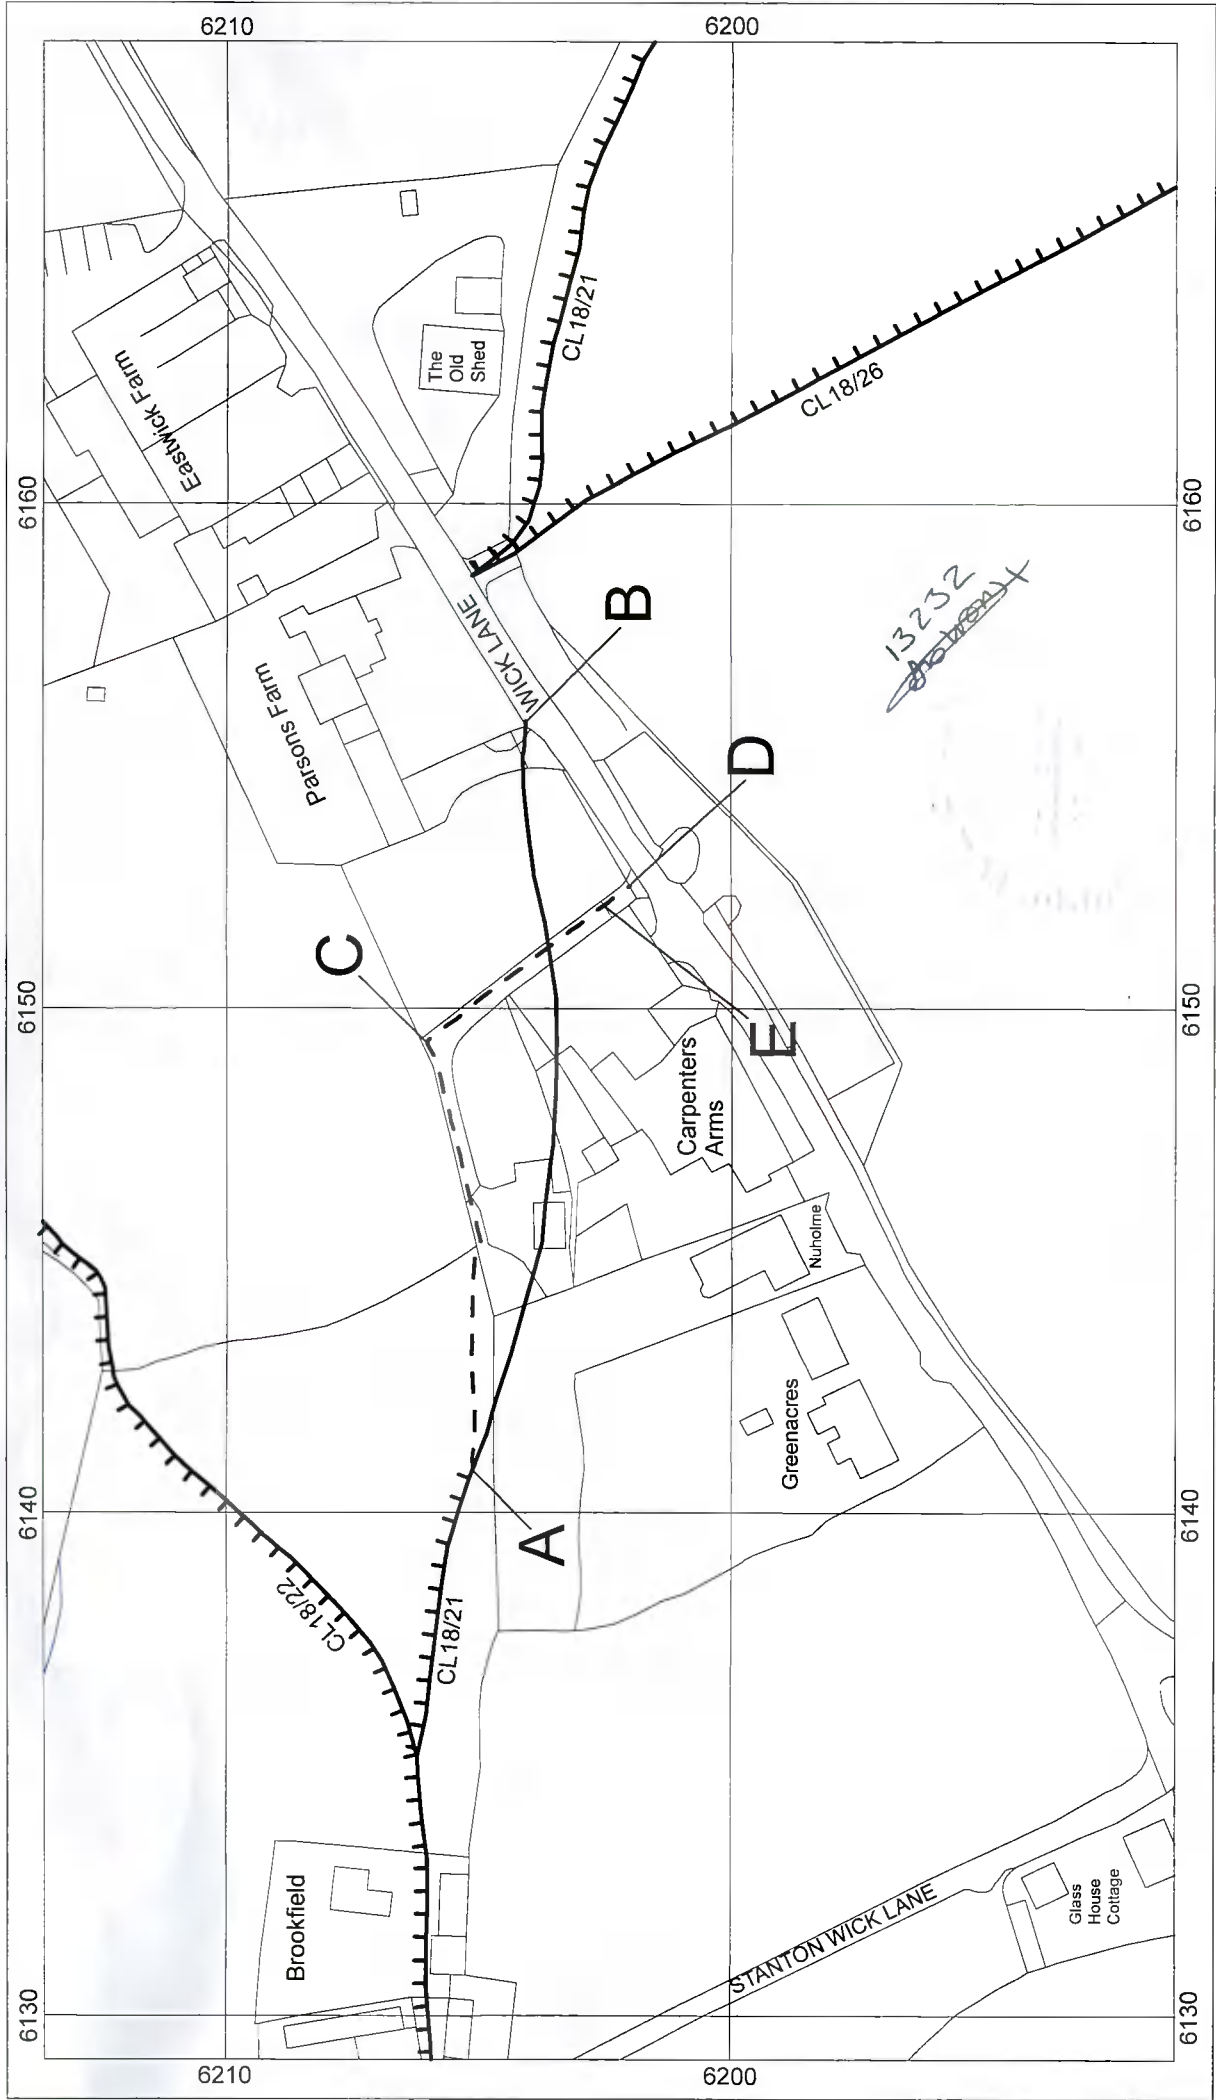 6210
6200
6160
6150
6140
6130
6160
6150
6140
6130
6210
6200
Eastwick Farm
The
Old
Shed
CL18/21
CL18/26
WICK LANE
Parsons Farm
B
D
C
E
Carpenters
Arms
Nuholme
Greenacres
A
CL18/22
CL18/21
Brookfield
STANTON WICK LANE
Glass
House
Cottage
13232